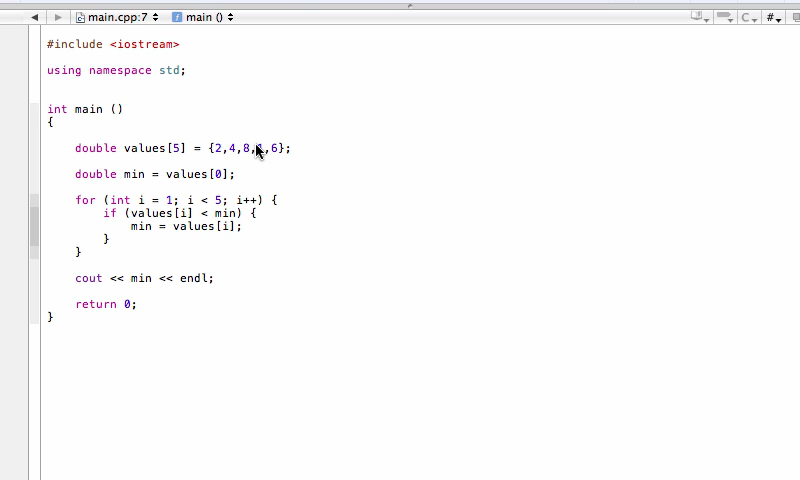 main.cpp:7 main ()
#include <iostream>
using namespace std;
int main ()
{
double values[5] = {2,4,8,1,6};
double min = values[0];
for (int i = 1; i < 5; i++) {
if (values[i] < min) {
min = values[i];
}
}
cout << min << endl;
return 0;
}